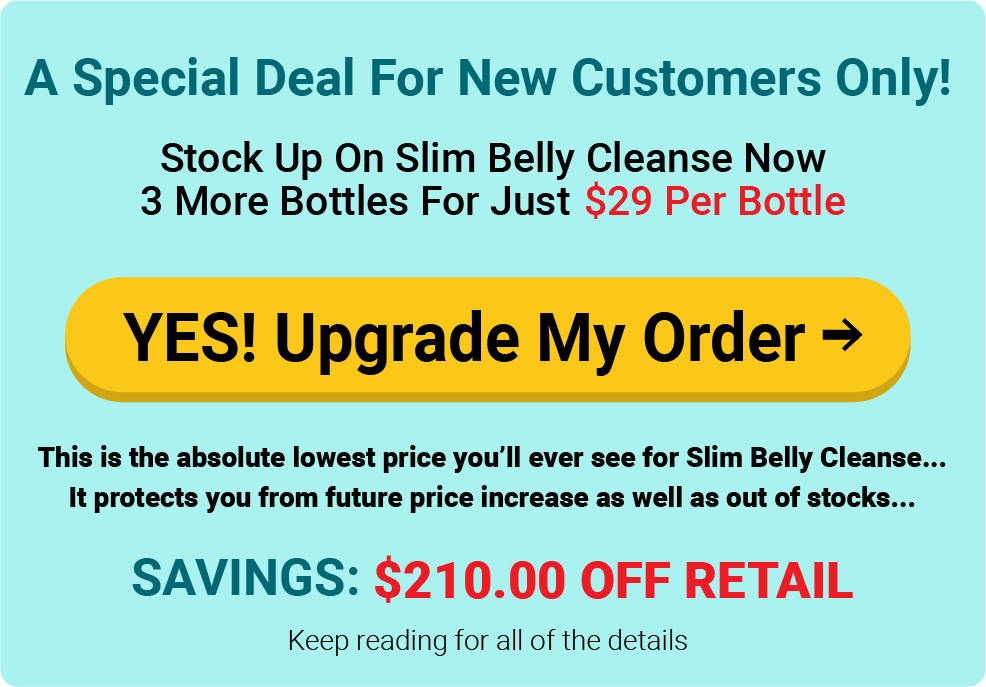 A Special Deal For New Customers Only!
Stock Up On Slim Belly Cleanse Now
3 More Bottles For Just $29 Per Bottle
YES! Upgrade My Order →
This is the absolute lowest price you’ll ever see for Slim Belly Cleanse...
It protects you from future price increase as well as out of stocks...
SAVINGS: $210.00 OFF RETAIL
Keep reading for all of the details